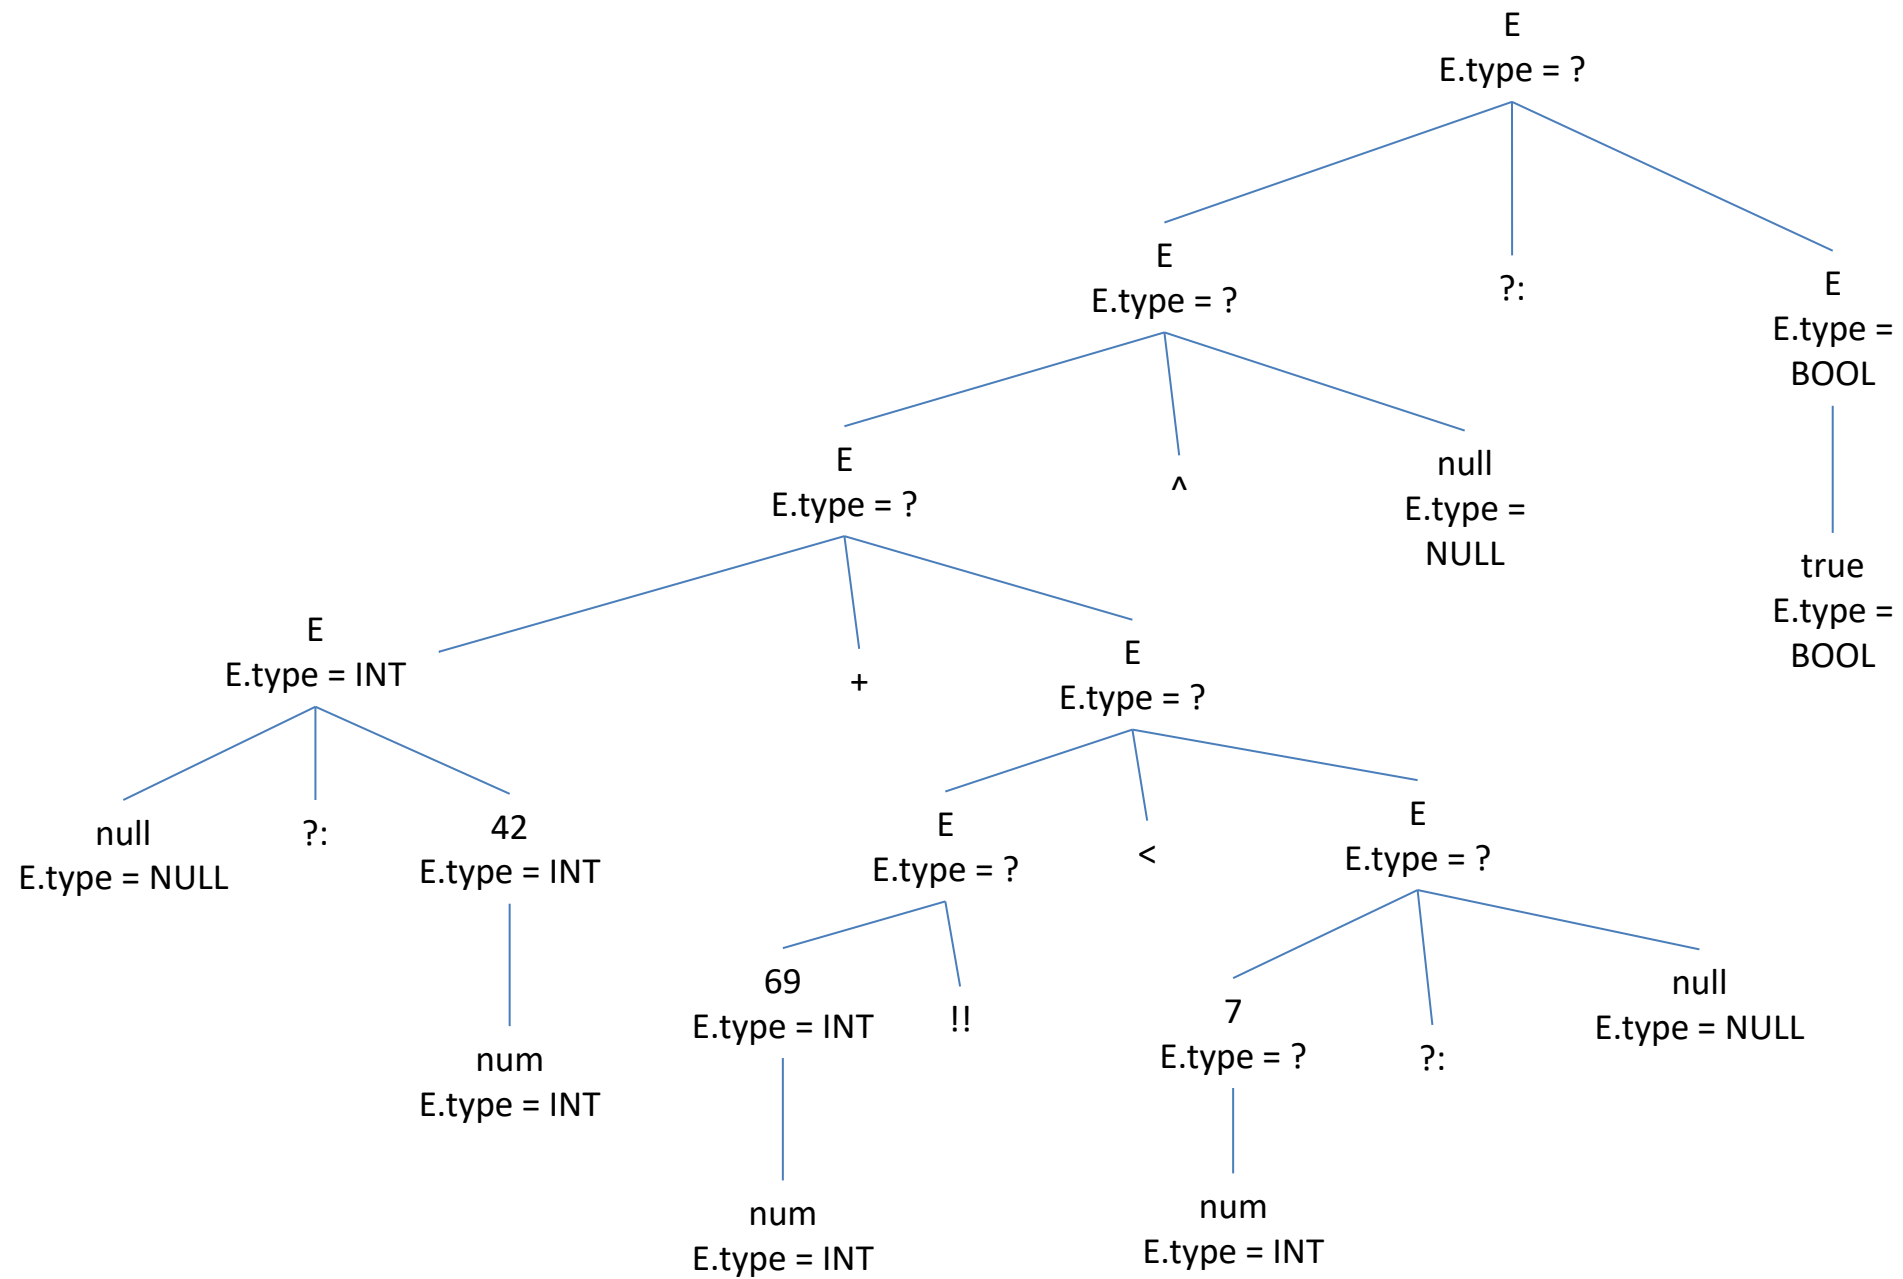 E
E.type = ?
E
E.type = ?
?:
E
E.type =
BOOL
E
E.type = ?
^
null
E.type =
NULL
true
E.type =
BOOL
E
E.type = INT
+
E
E.type = ?
null
E.type = NULL
?:
42
E.type = INT
E
E.type = ?
<
E
E.type = ?
num
E.type = INT
69
E.type = INT
!!
7
E.type = ?
?:
null
E.type = NULL
num
E.type = INT
num
E.type = INT